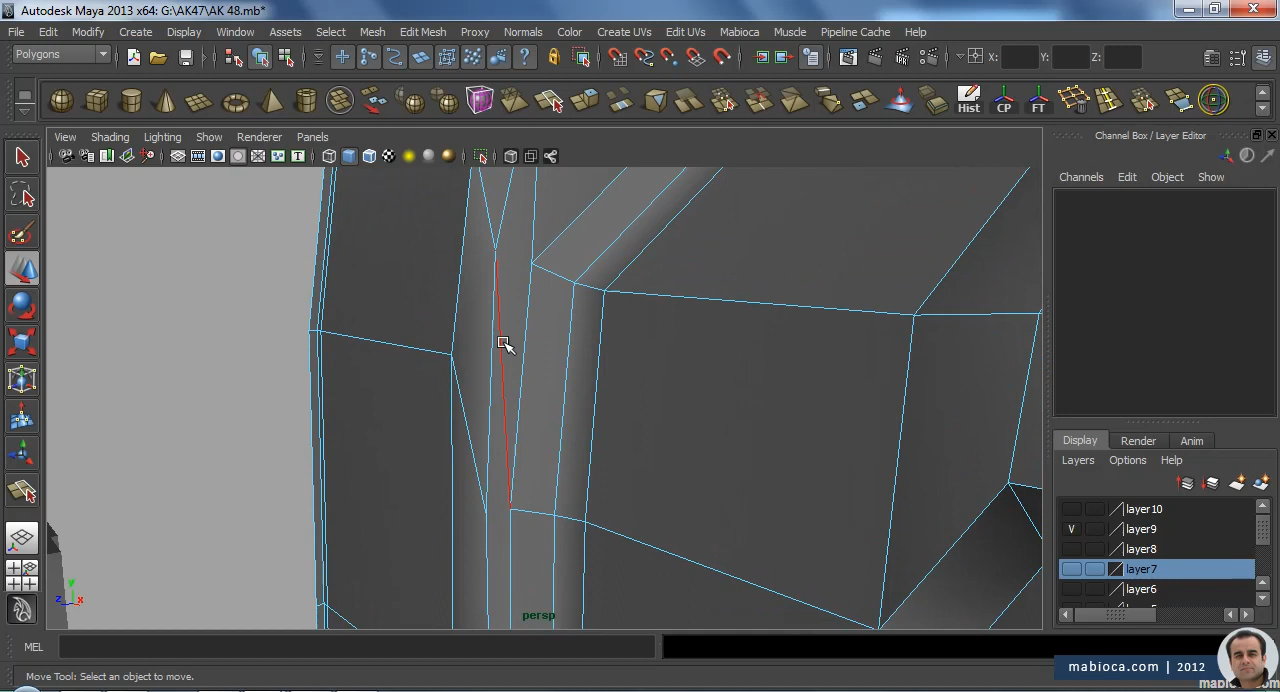 Autodesk Maya 2013 x64: G:\AK47\AK 48.mb*
File Edit Modify Create Display Window Assets Select Mesh Edit Mesh Proxy Normals Color Create UVs Edit UVs Mabioca Muscle Pipeline Cache Help
Polygons
X: Y: Z:
Hist CP FT
View Shading Lighting Show Renderer Panels
Channel Box / Layer Editor
Channels Edit Object Show
Display Render Anim
Layers Options Help
layer10
V layer9
layer8
layer7
layer6
y
z x
persp
MEL
Move Tool: Select an object to move.
mabioca.com | 2012